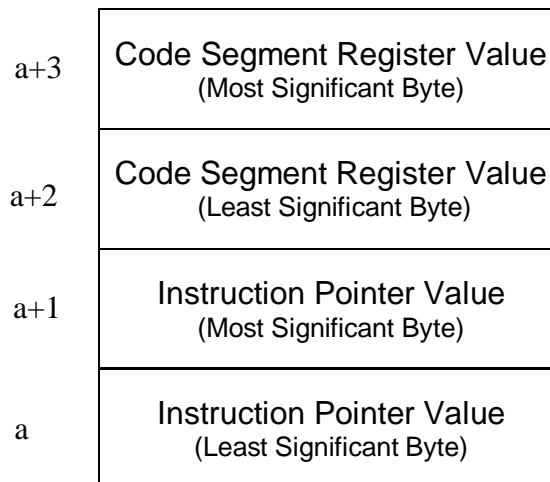 a+3
Code Segment Register Value
(Most Significant Byte)
a+2
Code Segment Register Value
(Least Significant Byte)
a+1
Instruction Pointer Value
(Most Significant Byte)
a
Instruction Pointer Value
(Least Significant Byte)